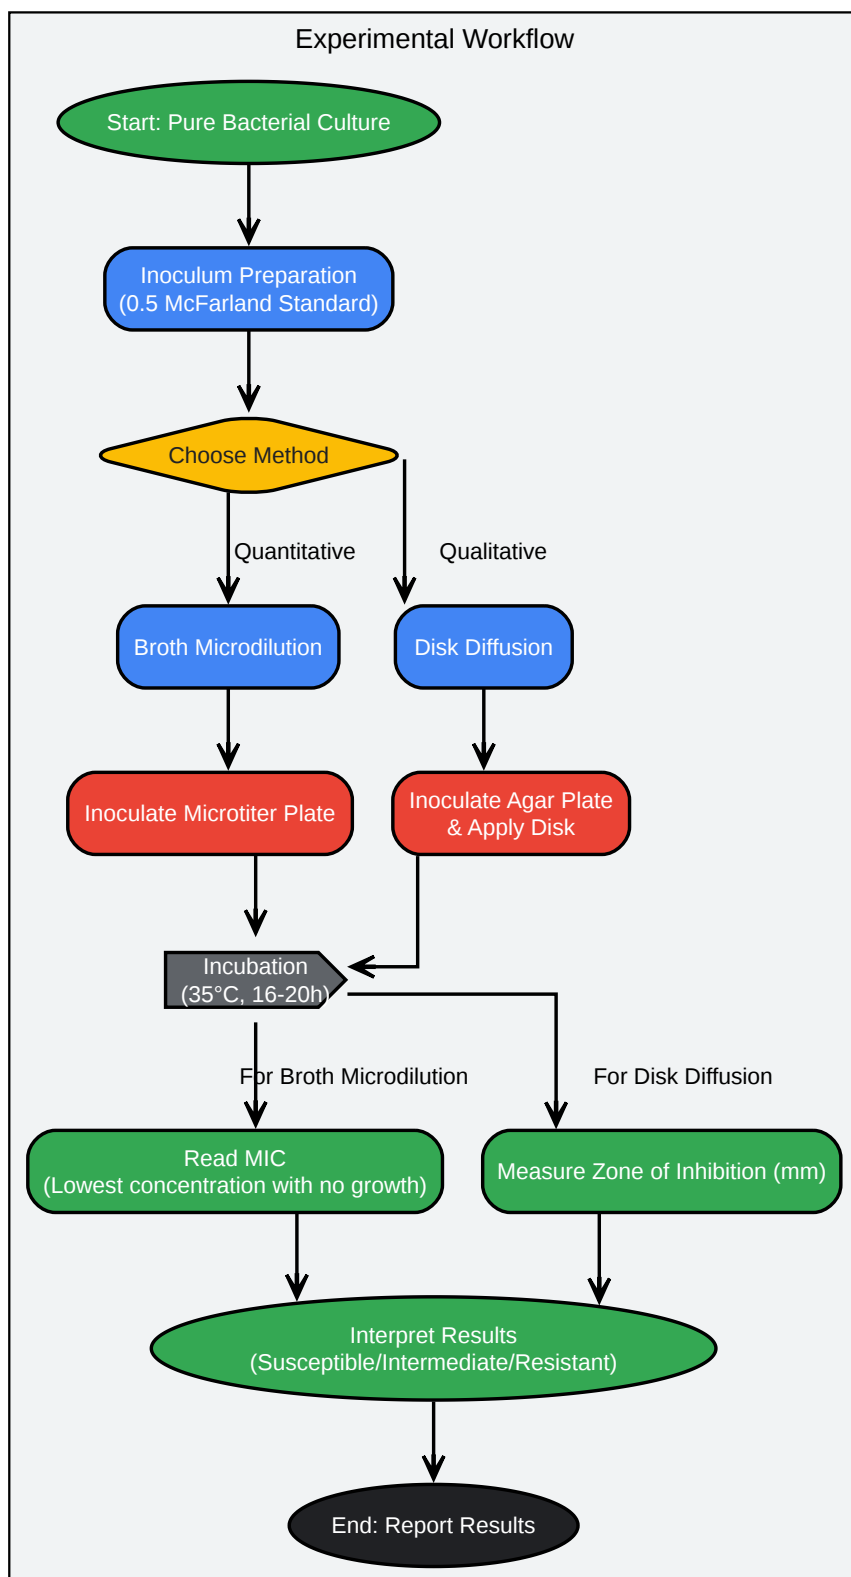 Experimental Workflow
Start: Pure Bacterial Culture
Inoculum Preparation
(0.5 McFarland Standard)
Choose Method
Quantitative
Qualitative
Broth Microdilution
Disk Diffusion
Inoculate Microtiter Plate
Inoculate Agar Plate
& Apply Disk
Incubation
(35°C, 16-20h)
For Broth Microdilution
For Disk Diffusion
Read MIC
(Lowest concentration with no growth)
Measure Zone of Inhibition (mm)
Interpret Results
(Susceptible/Intermediate/Resistant)
End: Report Results